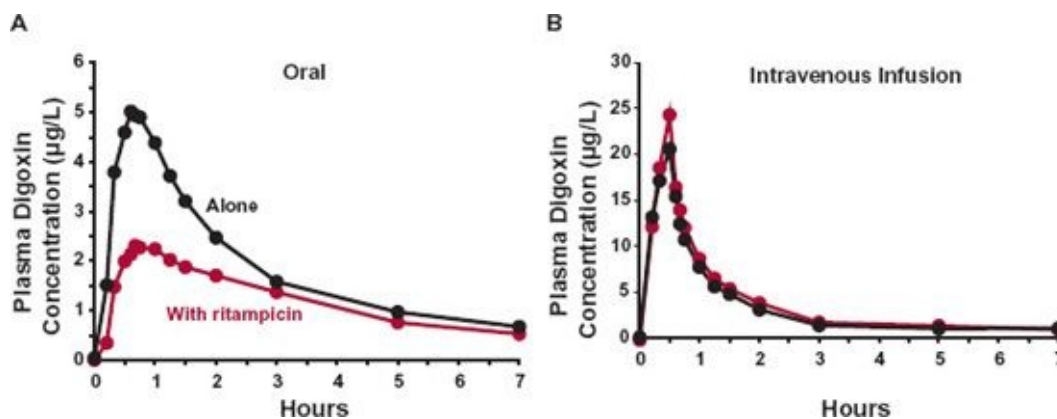 A
Oral
Plasma Digoxin
Concentration (µg/L)
6
5
4
3
2
1
0
Alone
With ritampicin
0 1 2 3 5 6 7
Hours
B
Intravenous Infusion
Plasma Digoxin
Concentration (µg/L)
30
25
20
15
10
5
0
0 1 2 3 4 5 6 7
Hours